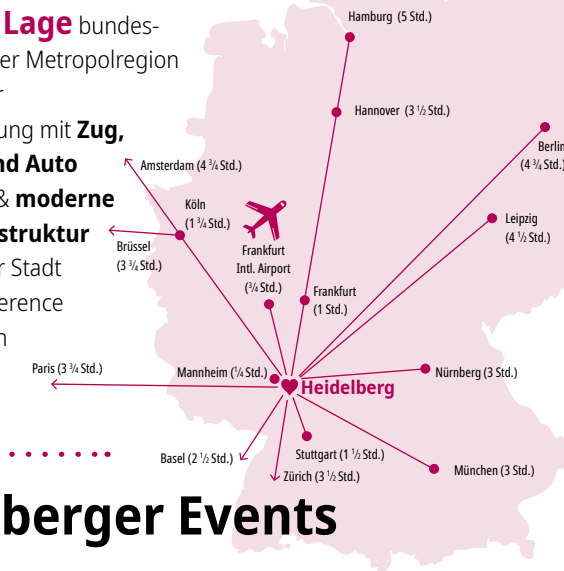 Lage bundes-
er Metropolregion
r
ung mit Zug,
nd Auto
& moderne
struktur
r Stadt
erence
n
Hamburg (5 Std.)
Hannover (3 ½ Std.)
Berlin
(4 ¾ Std.)
Amsterdam (4 ¾ Std.)
Köln
(1 ¾ Std.)
Leipzig
(4 ½ Std.)
Brüssel
(3 ¾ Std.)
Frankfurt
Intl. Airport
(¾ Std.)
Frankfurt
(1 Std.)
Paris (3 ¾ Std.)
Mannheim (¼ Std.)
Heidelberg
Nürnberg (3 Std.)
Basel (2 ½ Std.)
Stuttgart (1 ½ Std.)
Zürich (3 ½ Std.)
München (3 Std.)
berger Events